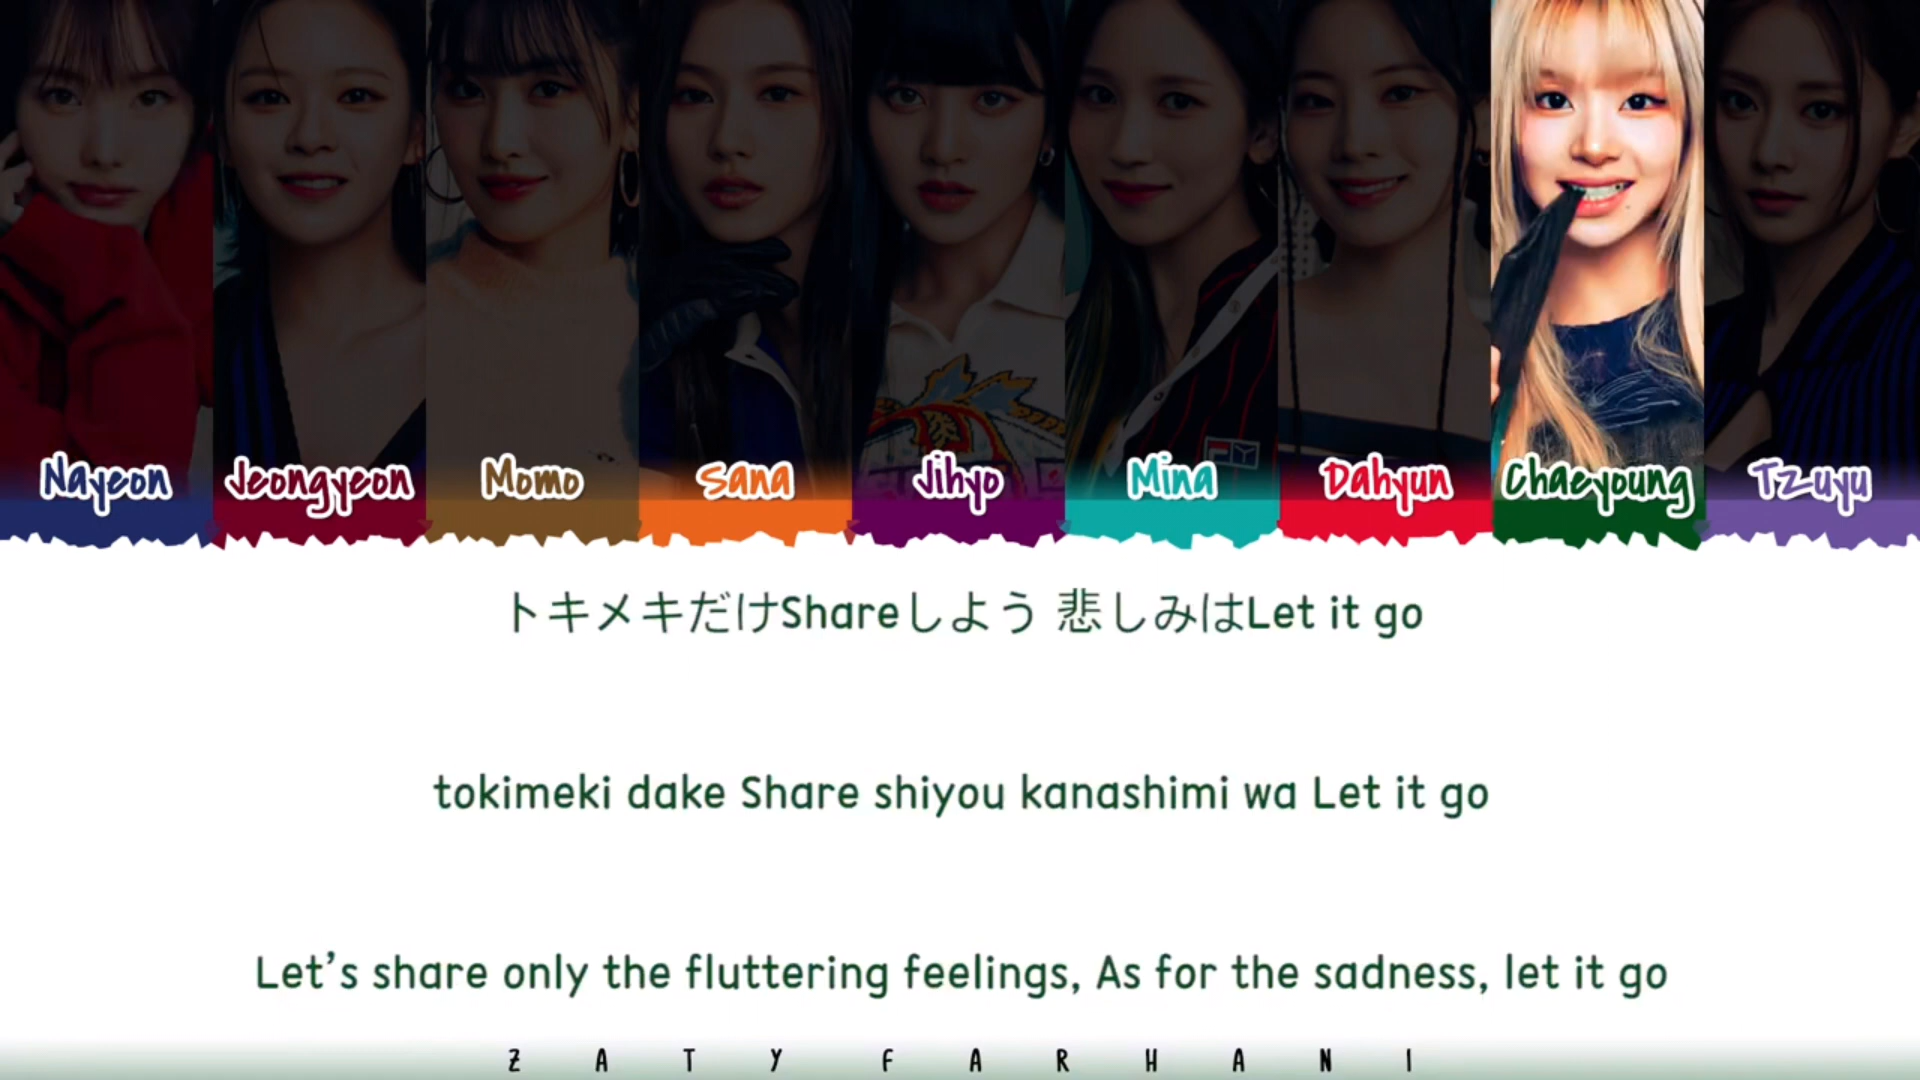 Nayeon Jeongyeon Momo Sana Jihyo Mina Dahyun Chaeyoung Tzuyu
トキメキだけShareしよう 悲しみはLet it go
tokimeki dake Share shiyou kanashimi wa Let it go
Let's share only the fluttering feelings, As for the sadness, let it go
ZATY FARHANI